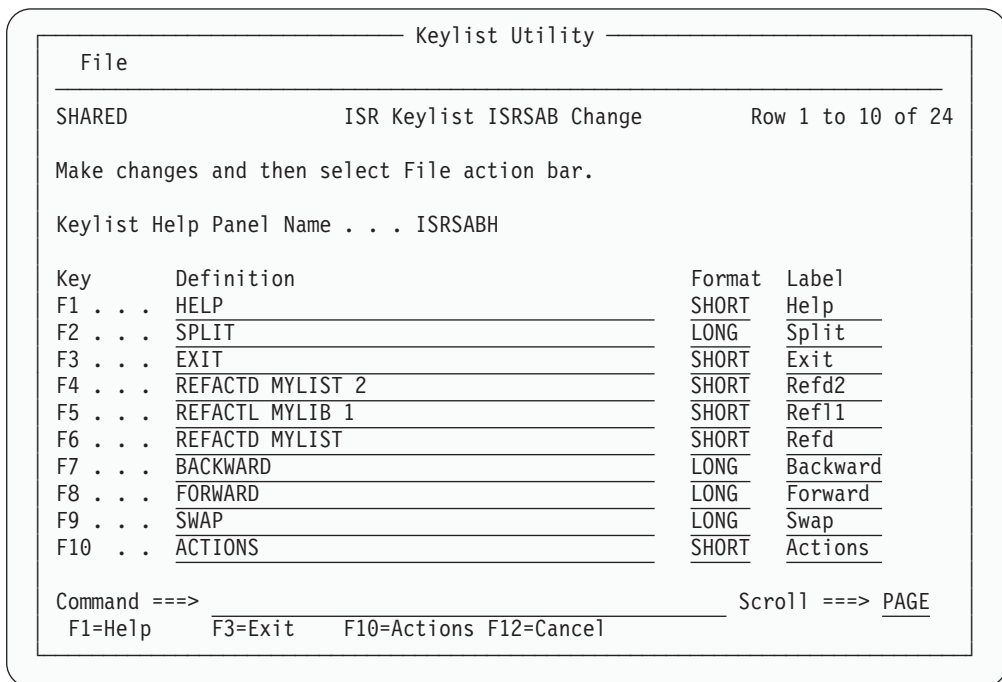 Keylist Utility
File
SHARED ISR Keylist ISRSAB Change Row 1 to 10 of 24
Make changes and then select File action bar.
Keylist Help Panel Name . . . ISRSABH
Key Definition Format Label
F1 . . . HELP SHORT Help
F2 . . . SPLIT LONG Split
F3 . . . EXIT SHORT Exit
F4 . . . REFACTD MYLIST 2 SHORT Refd2
F5 . . . REFACTL MYLIB 1 SHORT Refl1
F6 . . . REFACTD MYLIST SHORT Refd
F7 . . . BACKWARD LONG Backward
F8 . . . FORWARD LONG Forward
F9 . . . SWAP LONG Swap
F10 . . ACTIONS SHORT Actions
Command ===> Scroll ===> PAGE
F1=Help F3=Exit F10=Actions F12=Cancel